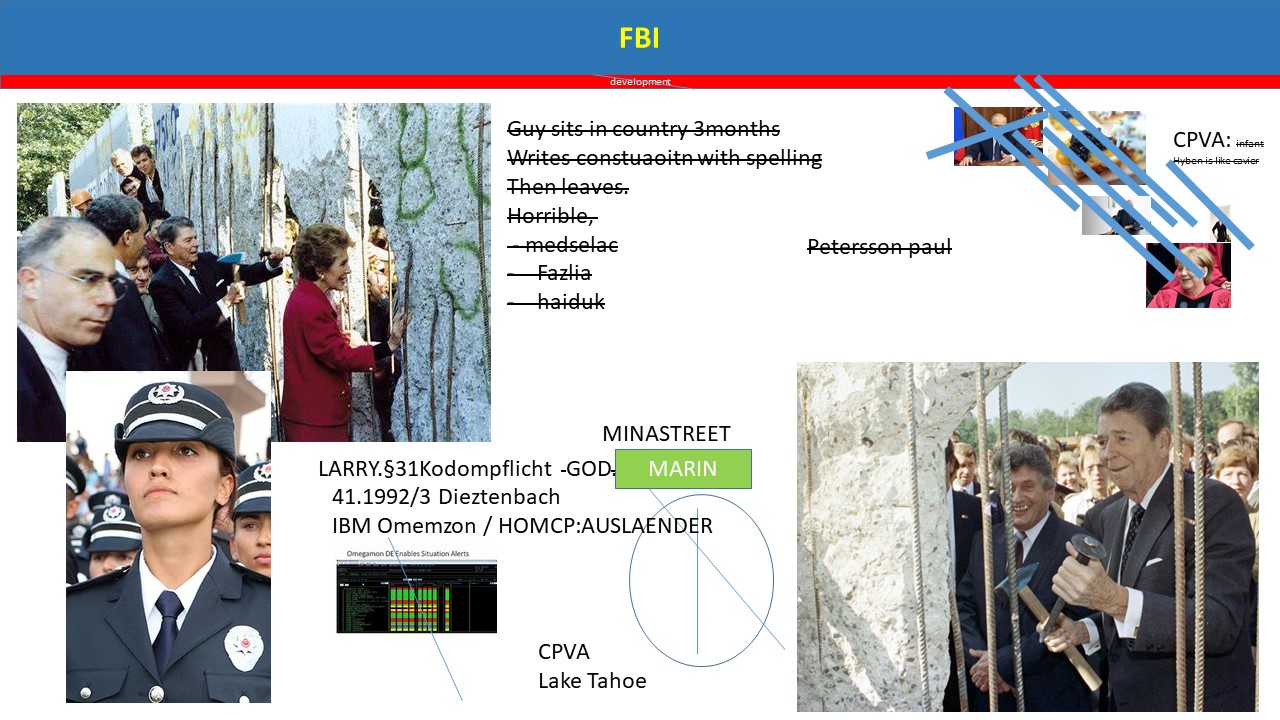 FBI
development
Guy sits in country 3months
Writes constuaoitn with spelling
Then leaves.
Horrible,
- medselac
- Fazlia
- haiduk
Petersson paul
CPVA: infant
Hyben is like cavier
MINASTREET
LARRY.§31Kodompflicht -GOD-
MARIN
41.1992/3 Dieztenbach
IBM Omemzon / HOMCP:AUSLAENDER
Omegamon DE Enables Situation Alerts
CPVA
Lake Tahoe